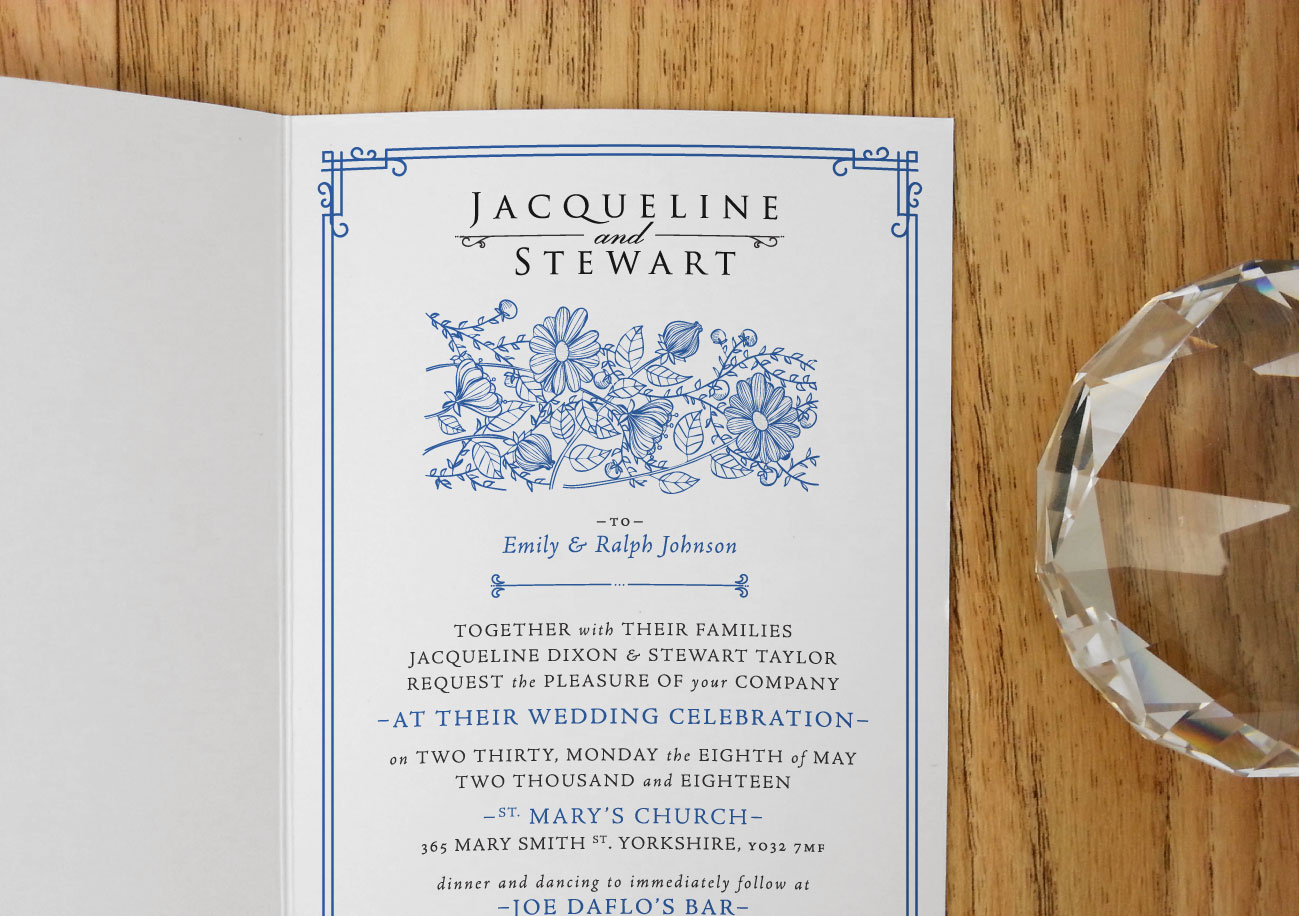 JACQUELINE
and
STEWART
–TO–
Emily & Ralph Johnson
TOGETHER with THEIR FAMILIES
JACQUELINE DIXON & STEWART TAYLOR
REQUEST the PLEASURE OF your COMPANY
–AT THEIR WEDDING CELEBRATION–
on TWO THIRTY, MONDAY the EIGHTH of MAY
TWO THOUSAND and EIGHTEEN
–ST. MARY'S CHURCH–
365 MARY SMITH ST. YORKSHIRE, YO32 7MF
dinner and dancing to immediately follow at
–JOE DAFLO'S BAR–